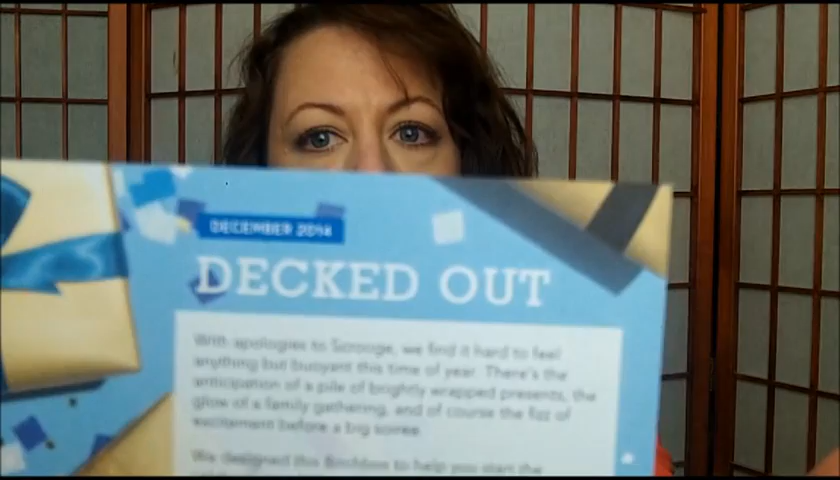 DECEMBER 2014
DECKED OUT
With apologies to Scrooge, we find it hard to feel
anything but buoyant this time of year. There's the
anticipation of a pile of brightly wrapped presents, the
glow of a family gathering, and of course the fizz of
excitement before a big soiree.
We designed this Birchbox to help you start the